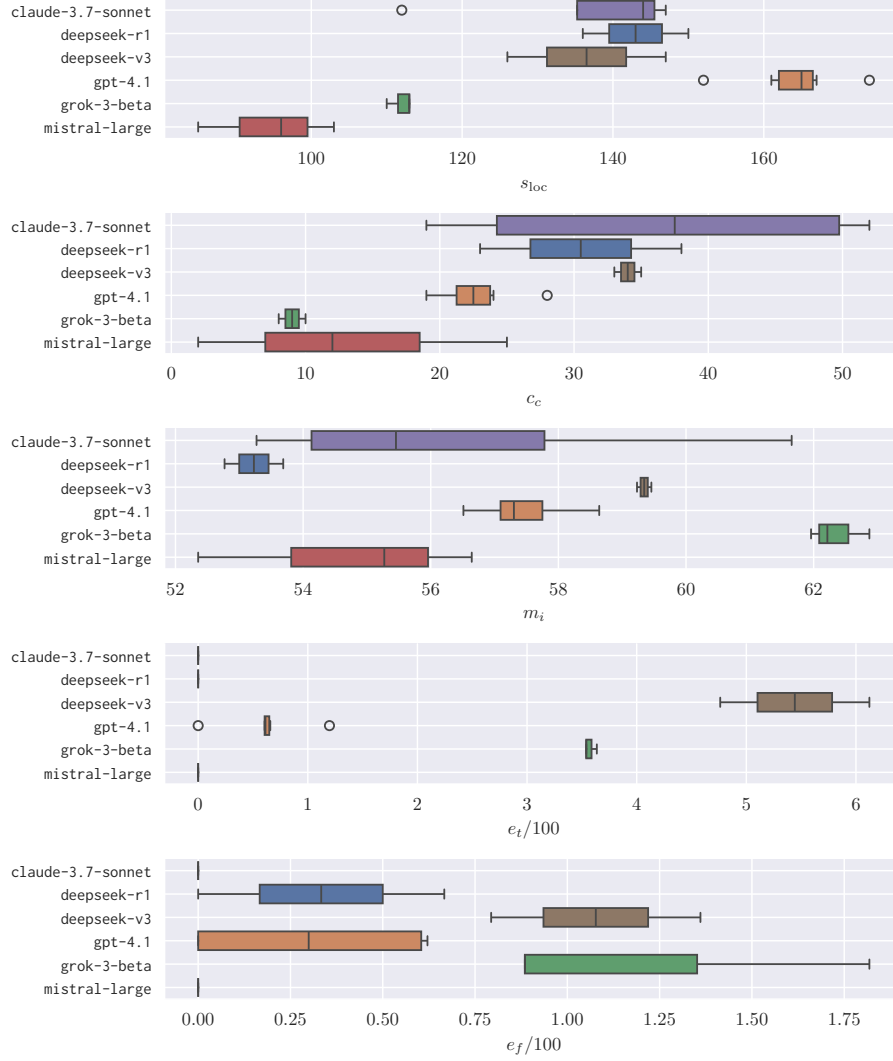 claude-3.7-sonnet
deepseek-r1
deepseek-v3
gpt-4.1
grok-3-beta
mistral-large
100 120 140 160
s_loc
claude-3.7-sonnet
deepseek-r1
deepseek-v3
gpt-4.1
grok-3-beta
mistral-large
0 10 20 30 40 50
c_c
claude-3.7-sonnet
deepseek-r1
deepseek-v3
gpt-4.1
grok-3-beta
mistral-large
52 54 56 58 60 62
m_i
claude-3.7-sonnet
deepseek-r1
deepseek-v3
gpt-4.1
grok-3-beta
mistral-large
0 1 2 3 4 5 6
e_t/100
claude-3.7-sonnet
deepseek-r1
deepseek-v3
gpt-4.1
grok-3-beta
mistral-large
0.00 0.25 0.50 0.75 1.00 1.25 1.50 1.75
e_f/100